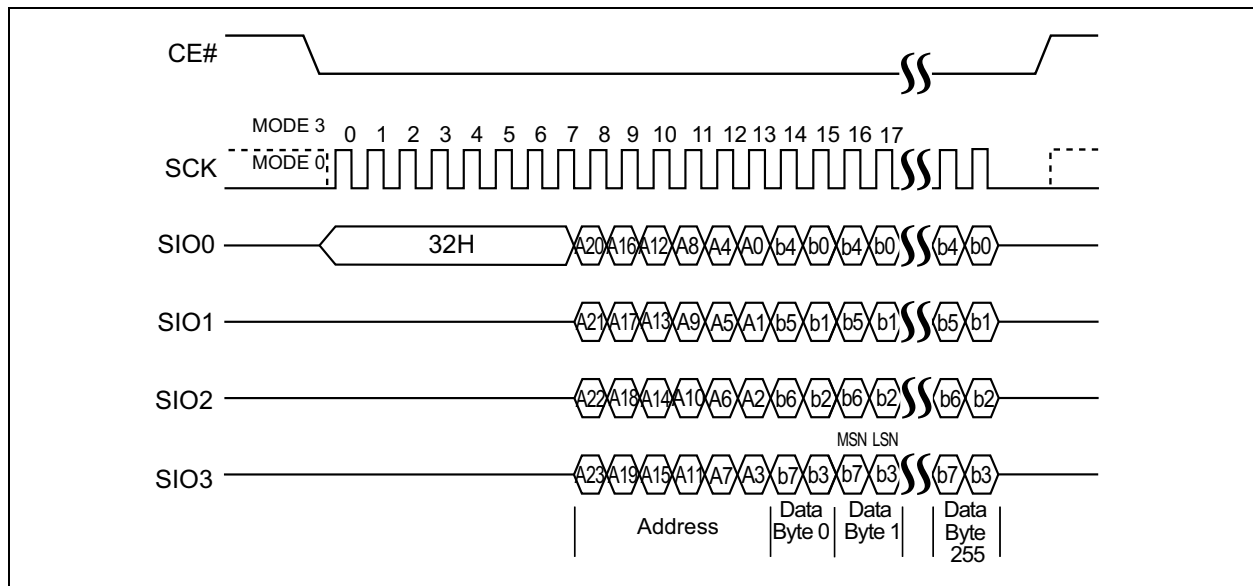 CE#
MODE 3
0 1 2 3 4 5 6 7 8 9 10 11 12 13 14 15 16 17
SCK
MODE 0
SIO0
32H
A20 A16 A12 A8 A4 A0 b4 b0 b4 b0 b4 b0
SIO1
A21 A17 A13 A9 A5 A1 b5 b1 b5 b1 b5 b1
SIO2
A22 A18 A14 A10 A6 A2 b6 b2 b6 b2 b6 b2
MSN LSN
SIO3
A23 A19 A15 A11 A7 A3 b7 b3 b7 b3 b7 b3
Address
Data
Byte 0
Data
Byte 1
Data
Byte
255